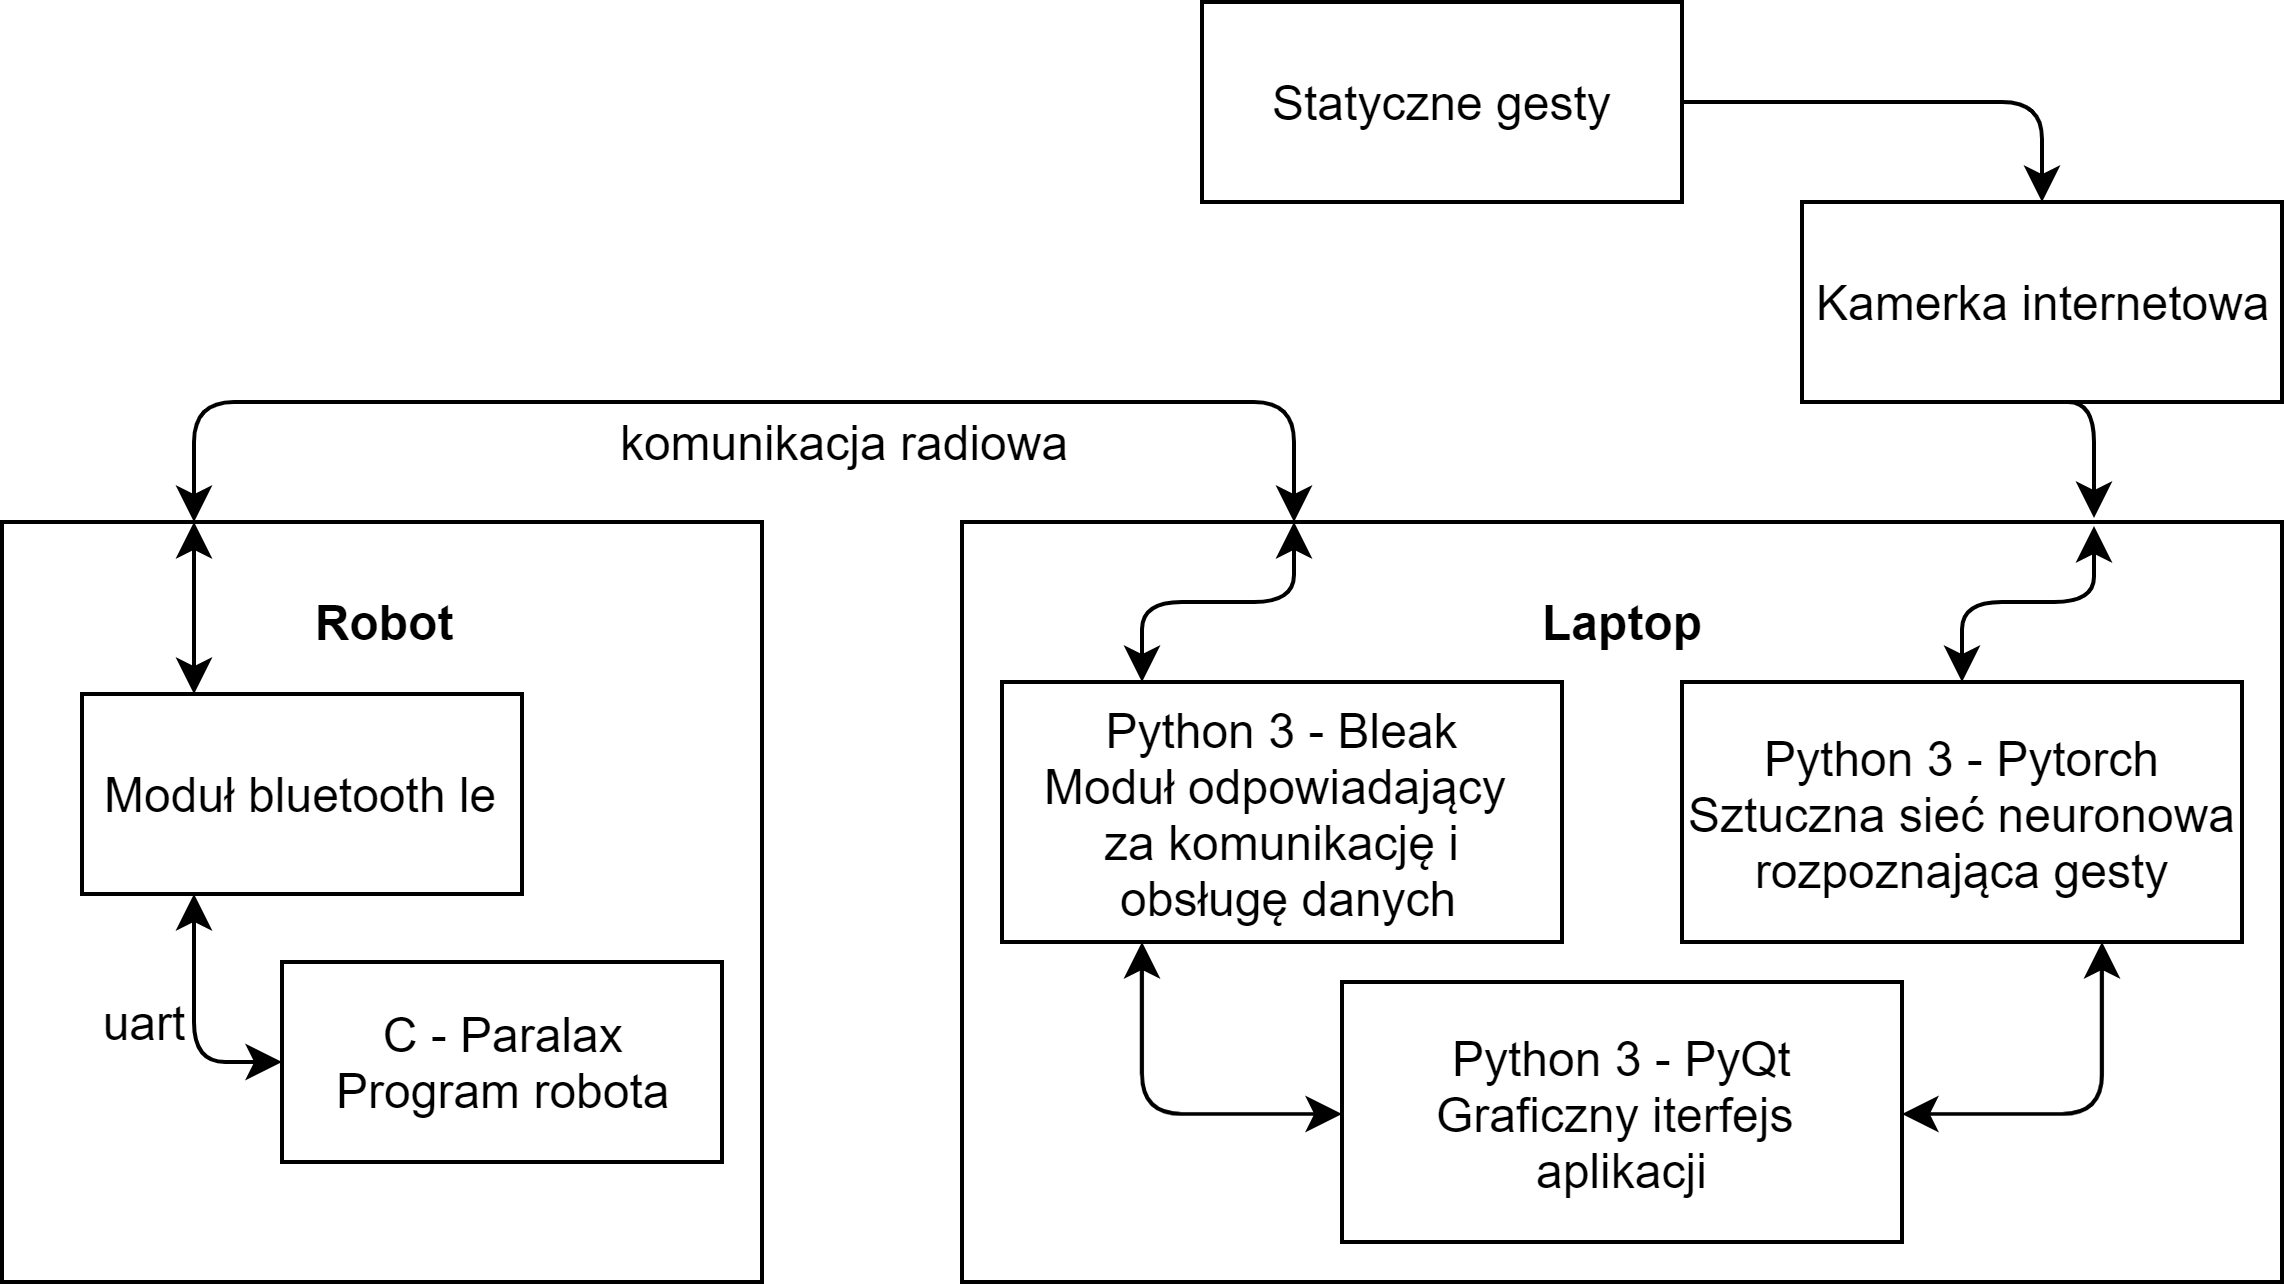 Statyczne gesty
Kamerka internetowa
komunikacja radiowa
Robot
Moduł bluetooth le
uart
C - Paralax
Program robota
Laptop
Python 3 - Bleak
Moduł odpowiadający
za komunikację i
obsługę danych
Python 3 - Pytorch
Sztuczna sieć neuronowa
rozpoznająca gesty
Python 3 - PyQt
Graficzny iterfejs
aplikacji